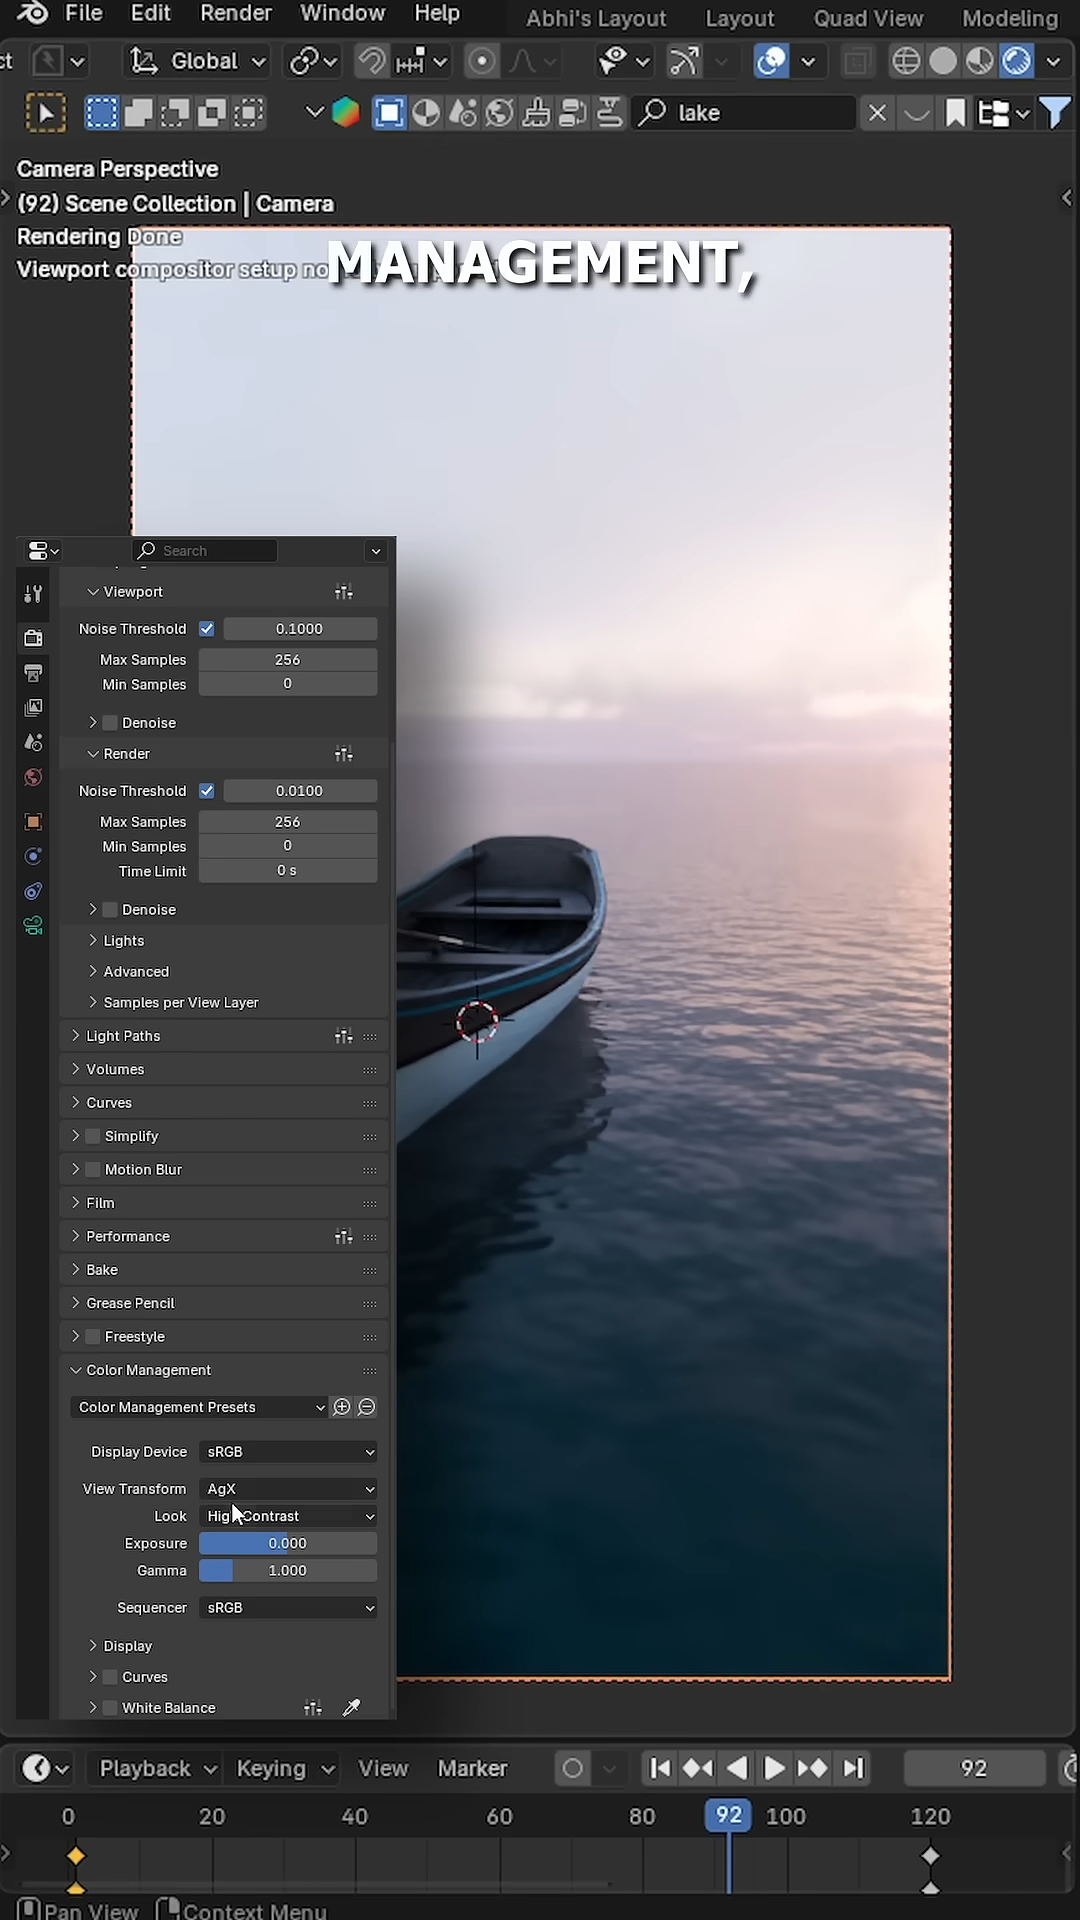 File Edit Render Window Help Abhi's Layout Layout Quad View Modeling
ct Global
lake
Camera Perspective
(92) Scene Collection | Camera
Rendering Done
Viewport compositor setup no
MANAGEMENT,
Search
Viewport
Noise Threshold 0.1000
Max Samples 256
Min Samples 0
Denoise
Render
Noise Threshold 0.0100
Max Samples 256
Min Samples 0
Time Limit 0 s
Denoise
Lights
Advanced
Samples per View Layer
Light Paths
Volumes
Curves
Simplify
Motion Blur
Film
Performance
Bake
Grease Pencil
Freestyle
Color Management
Color Management Presets
Display Device sRGB
View Transform AgX
Look High Contrast
Exposure 0.000
Gamma 1.000
Sequencer sRGB
Display
Curves
White Balance
Playback Keying View Marker 92
0 20 40 60 80 92 100 120
Pan View Context Menu